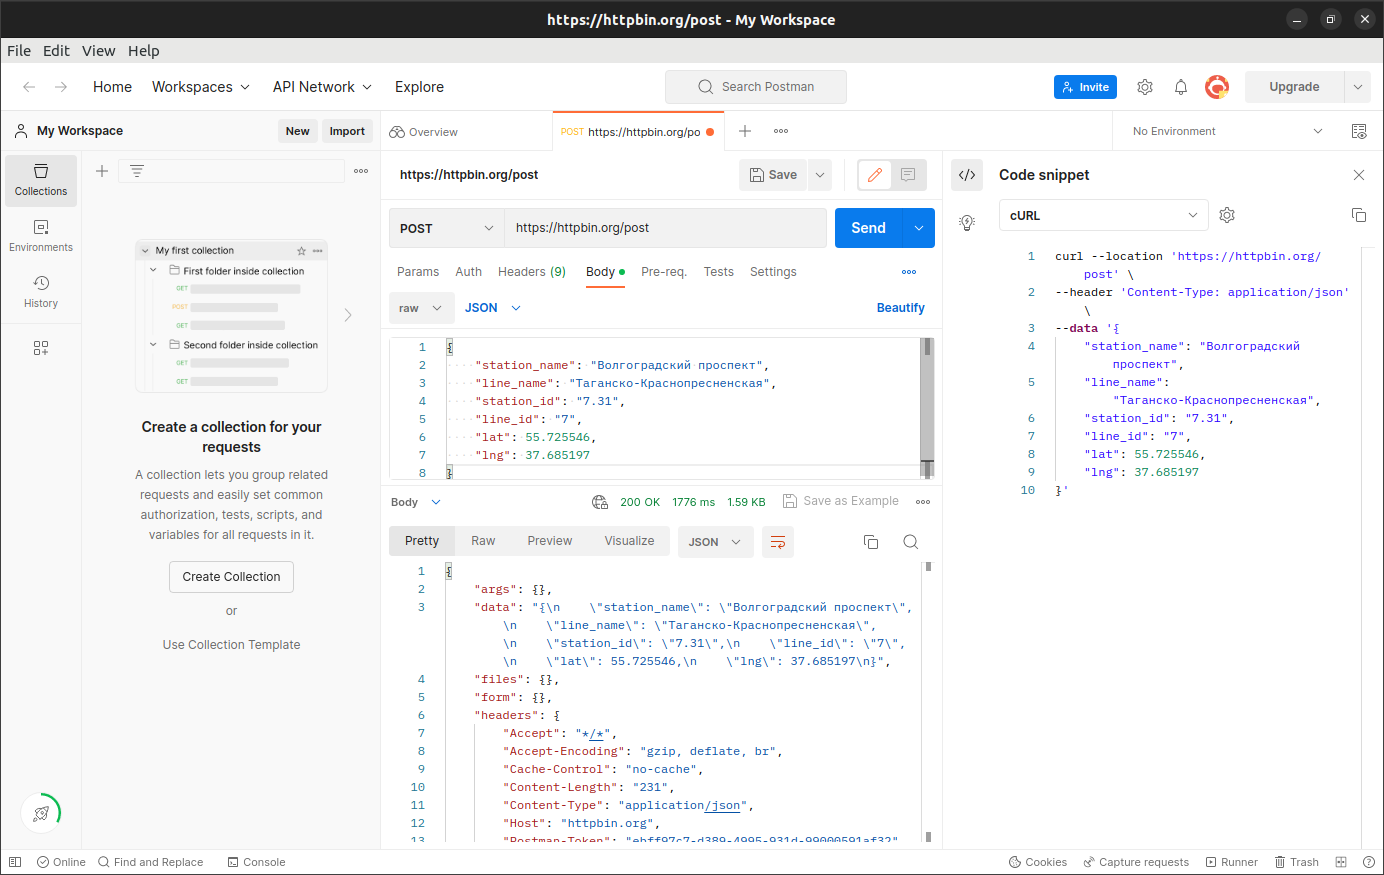 https://httpbin.org/post - My Workspace
File Edit View Help
Home Workspaces API Network Explore Search Postman Invite Upgrade
My Workspace New Import
Overview POST https://httpbin.org/po No Environment
Collections
Environments
History
My first collection
First folder inside collection
GET
POST
GET
Second folder inside collection
GET
GET
Create a collection for your
requests
A collection lets you group related
requests and easily set common
authorization, tests, scripts, and
variables for all requests in it.
Create Collection
or
Use Collection Template
https://httpbin.org/post Save
POST https://httpbin.org/post Send
Params Auth Headers (9) Body Pre-req. Tests Settings
raw JSON Beautify
1 {
2 "station_name": "Волгоградский проспект",
3 "line_name": "Таганско-Краснопресненская",
4 "station_id": "7.31",
5 "line_id": "7",
6 "lat": 55.725546,
7 "lng": 37.685197
8 }
Body 200 OK 1776 ms 1.59 KB Save as Example
Pretty Raw Preview Visualize JSON
1 {
2 "args": {},
3 "data": "{\n    \"station_name\": \"Волгоградский проспект\",
\n    \"line_name\": \"Таганско-Краснопресненская\",
\n    \"station_id\": \"7.31\",\n    \"line_id\": \"7\",
\n    \"lat\": 55.725546,\n    \"lng\": 37.685197\n}",
4 "files": {},
5 "form": {},
6 "headers": {
7 "Accept": "*/*",
8 "Accept-Encoding": "gzip, deflate, br",
9 "Cache-Control": "no-cache",
10 "Content-Length": "231",
11 "Content-Type": "application/json",
12 "Host": "httpbin.org",
13 "Postman-Token":
Code snippet
cURL
1 curl --location 'https://httpbin.org/
post' \
2 --header 'Content-Type: application/json'
\
3 --data '{
4 "station_name": "Волгоградский
проспект",
5 "line_name":
"Таганско-Краснопресненская",
6 "station_id": "7.31",
7 "line_id": "7",
8 "lat": 55.725546,
9 "lng": 37.685197
10 }'
Online Find and Replace Console Cookies Capture requests Runner Trash